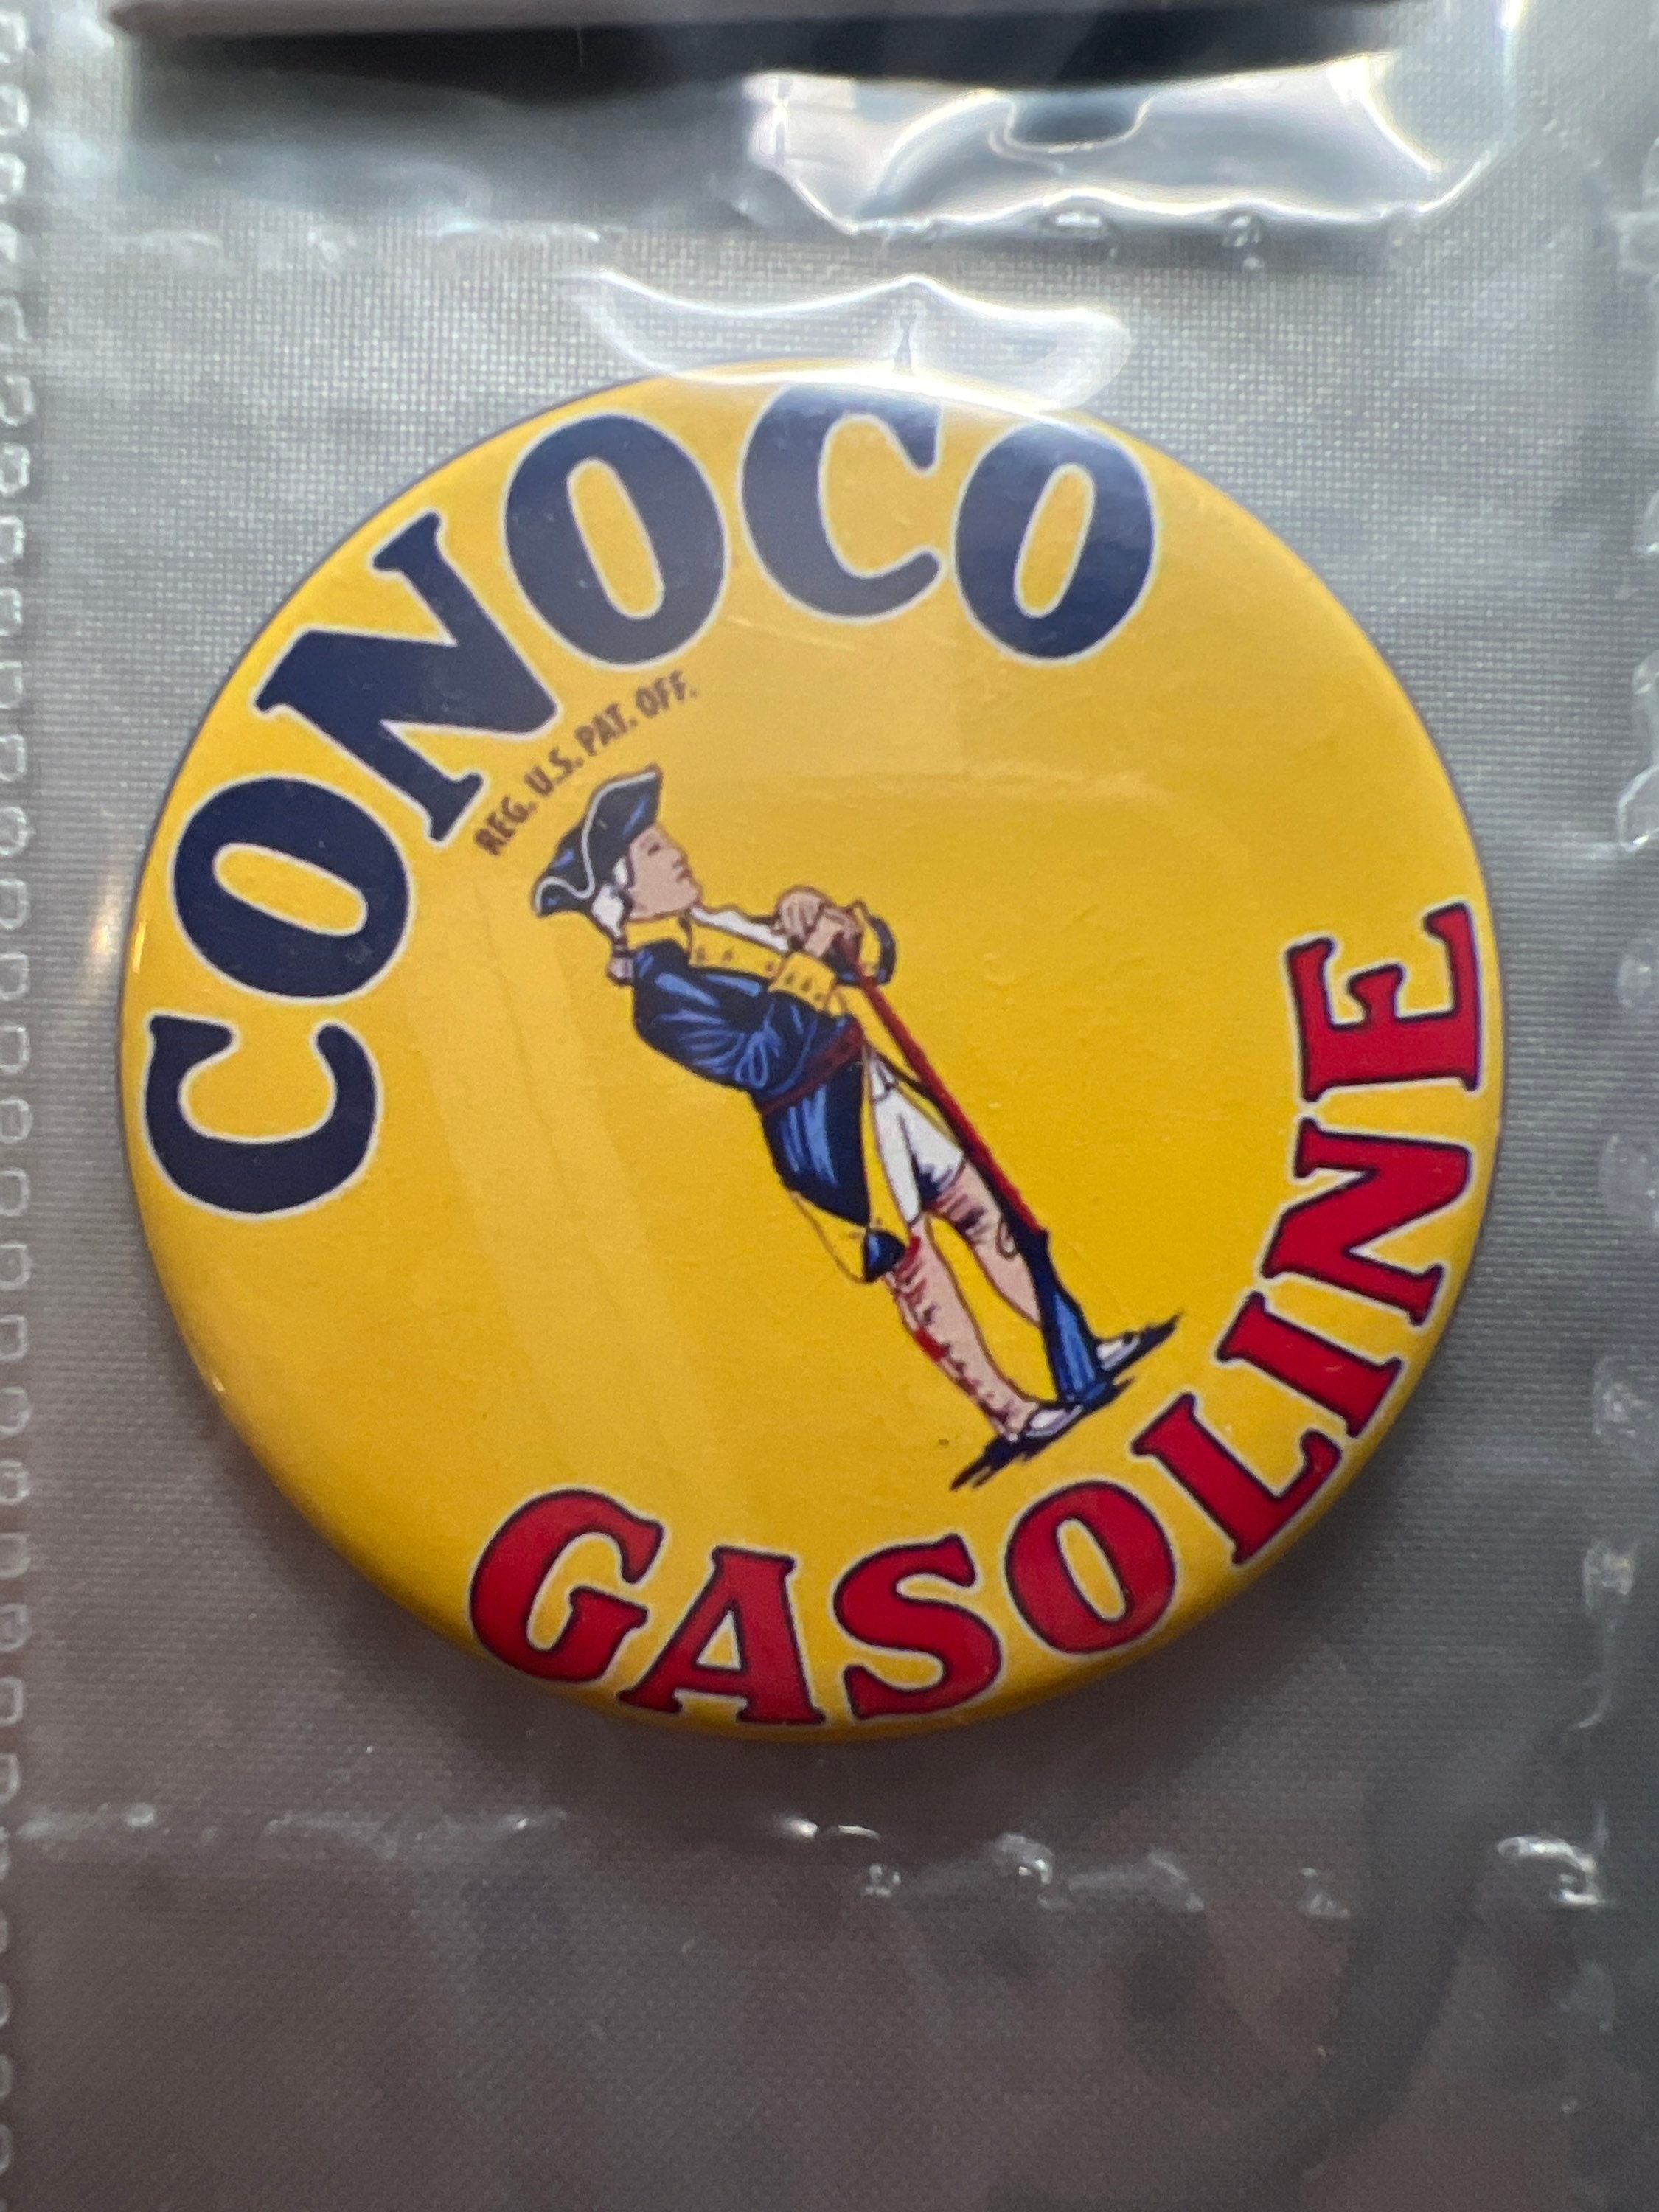 CONOCO
REG. U.S. PAT. OFF.
GASOLINE